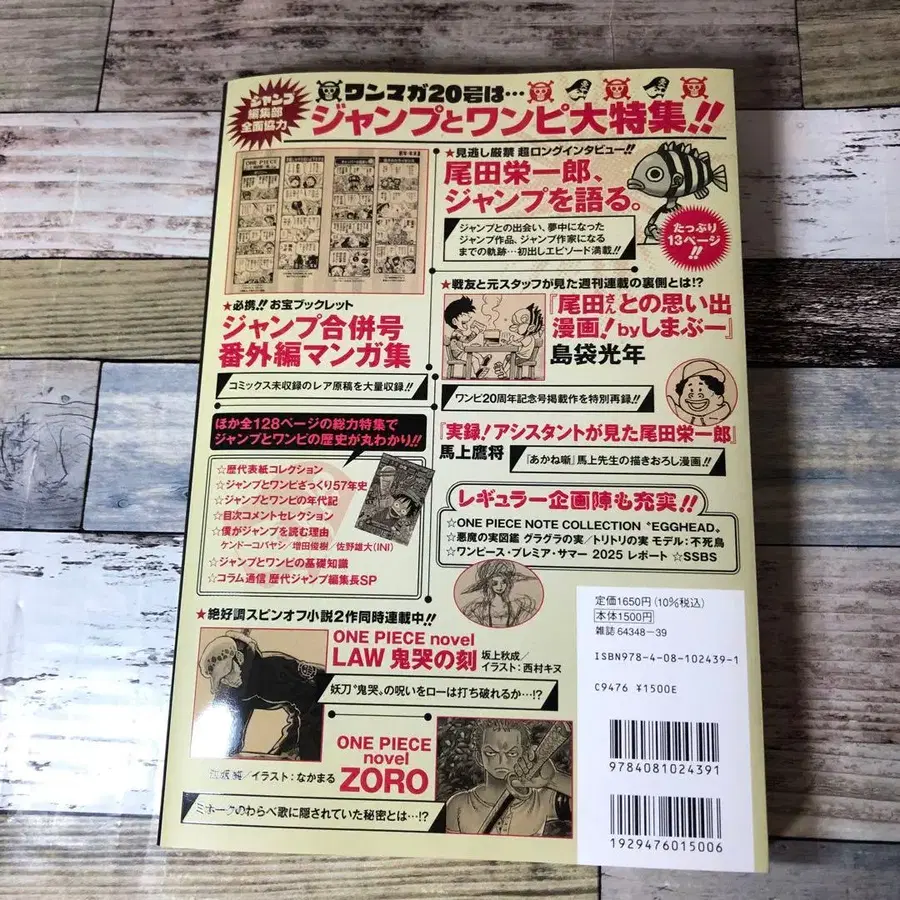 ジャンプ
編集部
全面協力
ワンマガ20号は…
ジャンプとワンピ大特集!!
ONE PIECE
★見逃し厳禁 超ロングインタビュー!!
尾田栄一郎、
ジャンプを語る。
ジャンプとの出会い、夢中になった
ジャンプ作品、ジャンプ作家になる
までの軌跡…初出しエピソード満載!!
たっぷり
13ページ
!!
★必携!! お宝ブックレット
ジャンプ合併号
番外編マンガ集
コミックス未収録のレア原稿を大量収録!!
★戦友と元スタッフが見た週刊連載の裏側とは!?
『尾田さんとの思い出
漫画!byしまぶー』
島袋光年
ワンピ20周年記念号掲載作を特別再録!!
『実録!アシスタントが見た尾田栄一郎』
馬上鷹将
『あかね噺』馬上先生の描きおろし漫画!!
ほか全128ページの総力特集で
ジャンプとワンピの歴史が丸わかり!!
☆歴代表紙コレクション
☆ジャンプとワンピざっくり57年史
☆ジャンプとワンピの年代記
☆目次コメントセレクション
☆僕がジャンプを読む理由
ケンドーコバヤシ/増田俊樹/佐野雄大(INI)
☆ジャンプとワンピの基礎知識
☆コラム通信 歴代ジャンプ編集長SP
レギュラー企画陣も充実!!
☆ONE PIECE NOTE COLLECTION〝EGGHEAD〟
☆悪魔の実図鑑 グラグラの実/トリトリの実 モデル:不死鳥
☆ワンピース・プレミア・サマー 2025 レポート ☆SSBS
★絶好調スピンオフ小説2作同時連載中!!
ONE PIECE novel
LAW 鬼哭の刻
坂上秋成/
イラスト:西村キヌ
妖刀〝鬼哭〟の呪いをローは打ち破れるか…!?
ONE PIECE
novel
ZORO
/イラスト:なかまる
ミホークのわらべ歌に隠されていた秘密とは…!?
定価1650円(10%税込)
本体1500円
雑誌 64348-39
ISBN978-4-08-102439-1
C9476 ¥1500E
9784081024391
1929476015006